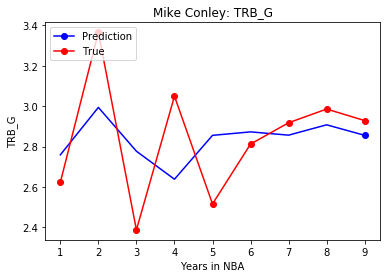 Mike Conley: TRB_G
Prediction
True
TRB_G
3.4
3.2
3.0
2.8
2.6
2.4
1 2 3 4 5 6 7 8 9
Years in NBA